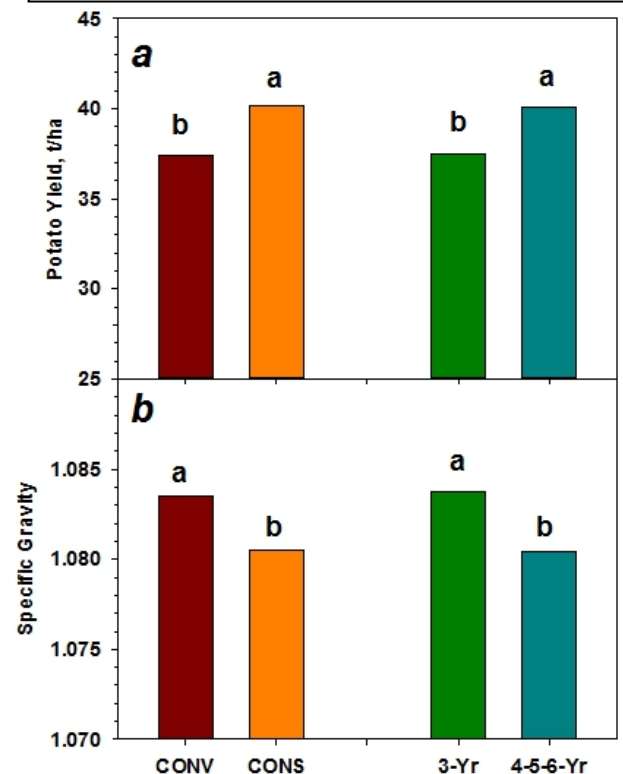 45
a
a
a
b
b
40
Potato Yield, t/ha
35
30
25
b
a
a
1.085
b
b
Specific Gravity
1.080
1.075
1.070
CONV CONS 3-Yr 4-5-6-Yr